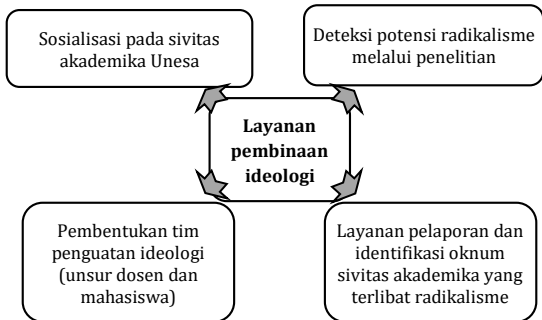 Sosialisasi pada sivitas
akademika Unesa
Deteksi potensi radikalisme
melalui penelitian
Layanan
pembinaan
ideologi
Pembentukan tim
penguatan ideologi
(unsur dosen dan
mahasiswa)
Layanan pelaporan dan
identifikasi oknum
sivitas akademika yang
terlibat radikalisme